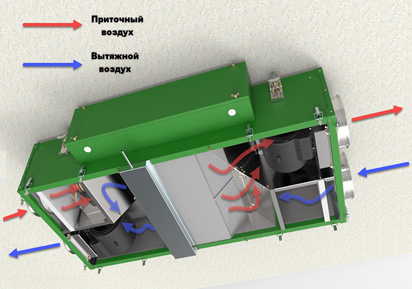 Приточный
воздух
Вытяжной
воздух